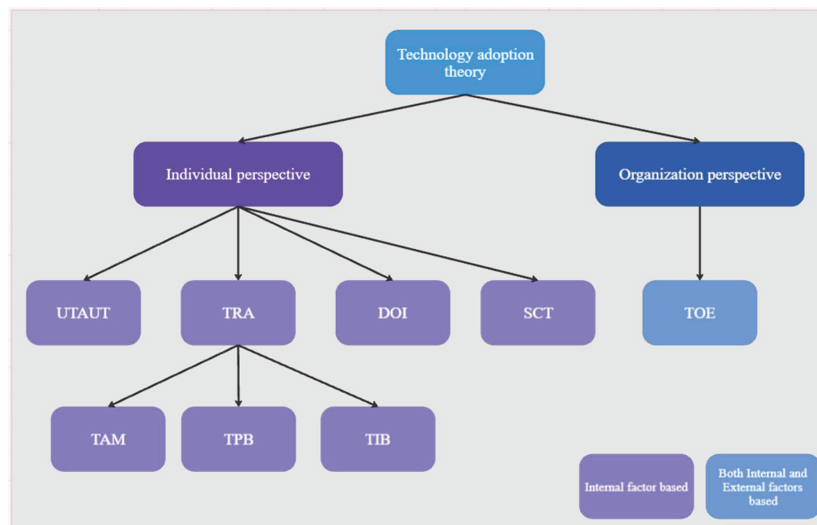 Technology adoption
theory
Individual perspective
Organization perspective
UTAUT
TRA
DOI
SCT
TOE
TAM
TPB
TIB
Internal factor based
Both Internal and
External factors
based